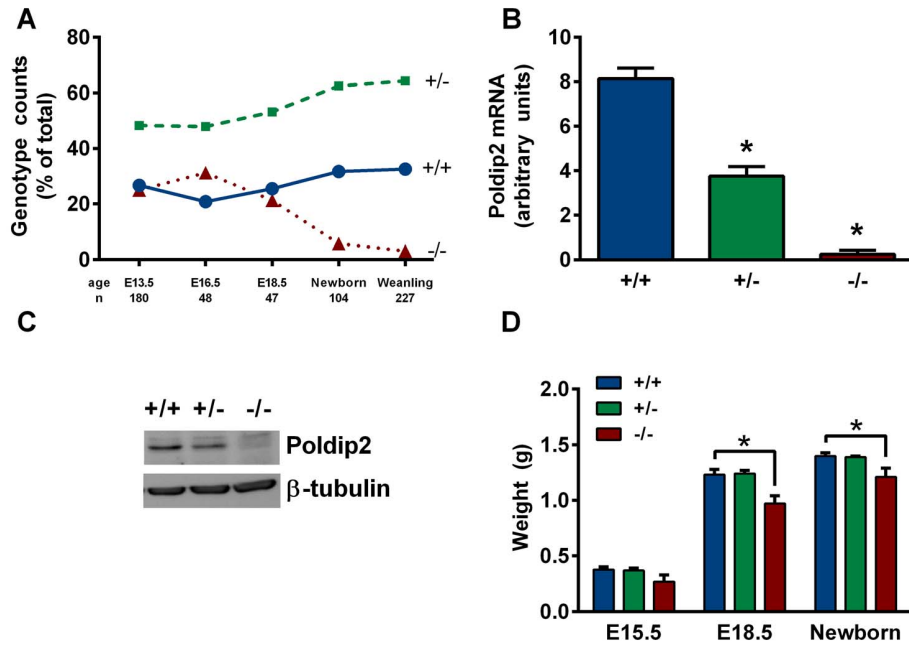 A
Genotype counts
(% of total)
80
60
40
20
0
+/-
+/+
-/-
age E13.5 E16.5 E18.5 Newborn Weanling
n 180 48 47 104 227
B
Poldip2 mRNA
(arbitrary units)
10
8
6
4
2
0
*
*
+/+ +/- -/-
C
+/+ +/- -/-
Poldip2
β-tubulin
D
+/+
+/-
-/-
Weight (g)
2.0
1.5
1.0
0.5
0.0
*
*
E15.5 E18.5 Newborn